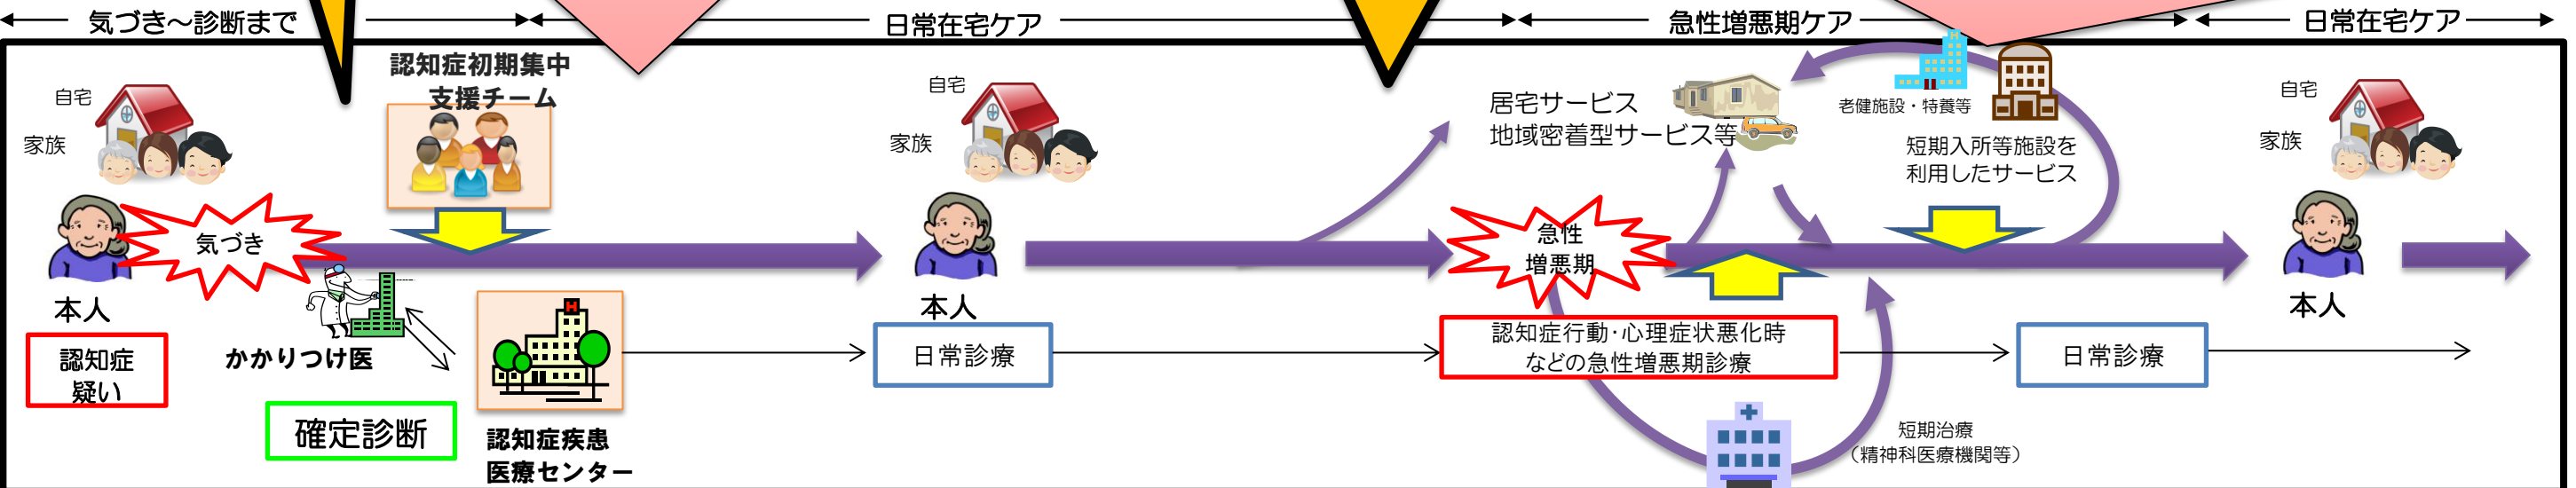 気づき～診断まで
日常在宅ケア
急性増悪期ケア
日常在宅ケア
自宅
家族
本人
認知症
疑い
気づき
かかりつけ医
確定診断
認知症初期集中
支援チーム
認知症疾患
医療センター
自宅
家族
本人
日常診療
急性
増悪期
居宅サービス
地域密着型サービス等
老健施設・特養等
短期入所等施設を
利用したサービス
認知症行動･心理症状悪化時
などの急性増悪期診療
短期治療
（精神科医療機関等）
日常診療
自宅
家族
本人
H
H